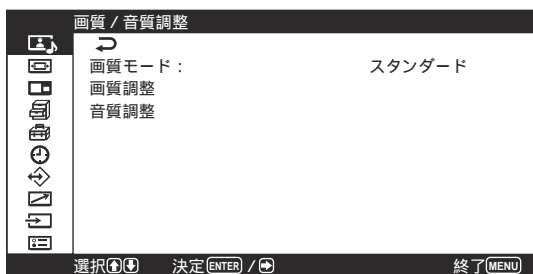 画質 / 音質調整
画質モード : スタンダード
画質調整
音質調整
選択 決定 ENTER / 終了 MENU